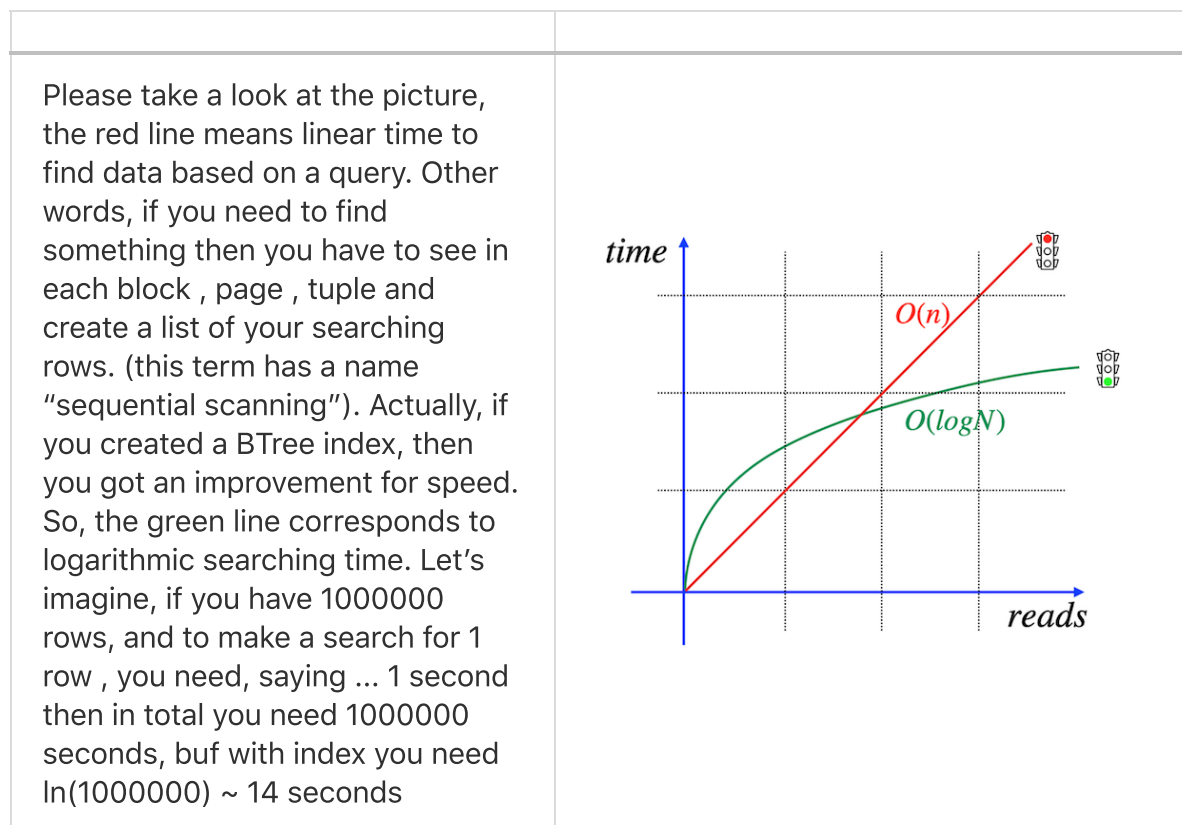 Please take a look at the picture,
the red line means linear time to
find data based on a query. Other
words, if you need to find
something then you have to see in
each block , page , tuple and
create a list of your searching
rows. (this term has a name
“sequential scanning”). Actually, if
you created a BTree index, then
you got an improvement for speed.
So, the green line corresponds to
logarithmic searching time. Let’s
imagine, if you have 1000000
rows, and to make a search for 1
row , you need, saying ... 1 second
then in total you need 1000000
seconds, buf with index you need
ln(1000000) ~ 14 seconds
time
O(n)
O(logN)
reads